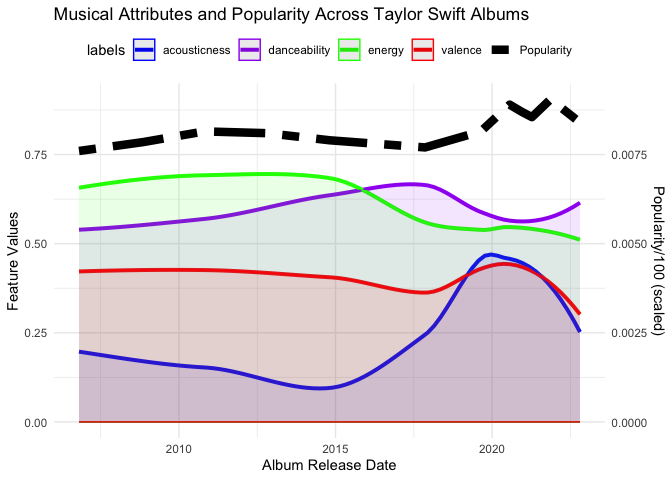 Musical Attributes and Popularity Across Taylor Swift Albums
labels acousticness danceability energy valence Popularity
0.75 0.0075
0.50 0.0050
0.25 0.0025
0.00 0.0000
Feature Values
Popularity/100 (scaled)
2010 2015 2020
Album Release Date